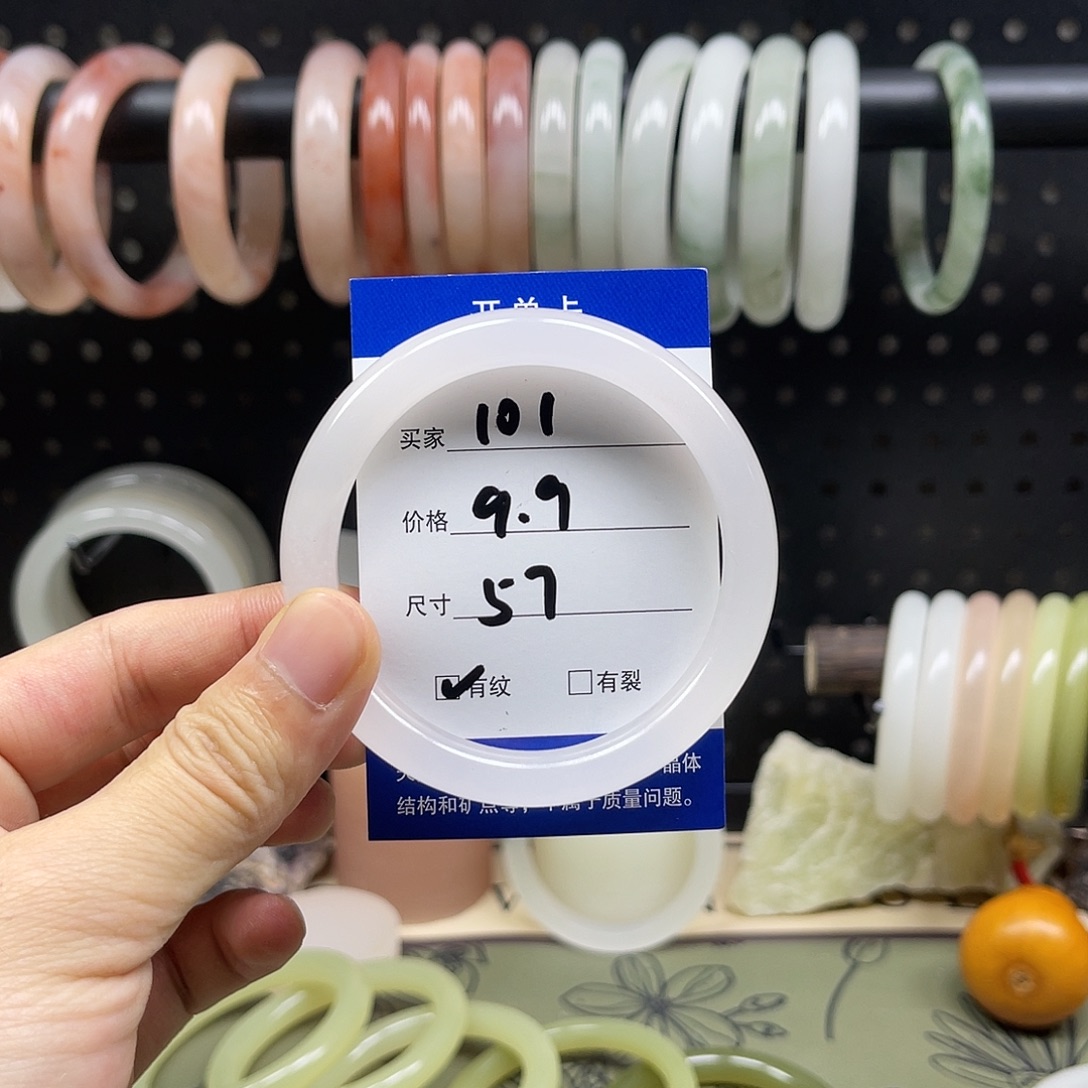 开单卡
买家 101
价格 9.9
尺寸 57
☑有纹 □有裂
晶体
结构和矿点等，不属于质量问题。